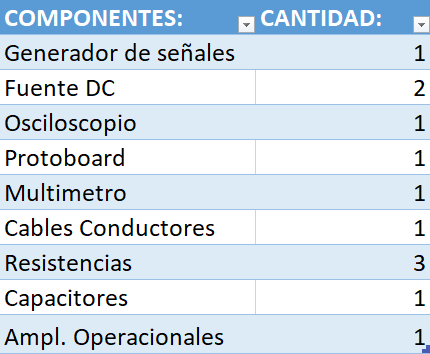 COMPONENTES: CANTIDAD:
Generador de señales 1
Fuente DC 2
Osciloscopio 1
Protoboard 1
Multimetro 1
Cables Conductores 1
Resistencias 3
Capacitores 1
Ampl. Operacionales 1